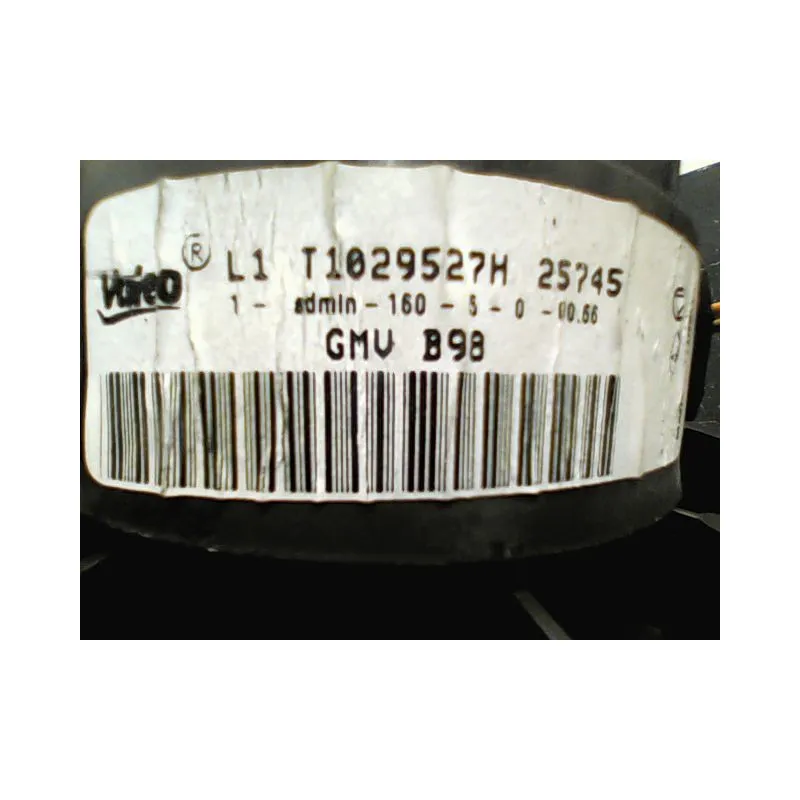 Valeo ® L1 T1029527H 25745
1 - admin - 160 - 5 - 0 - 00.66
GMV B98